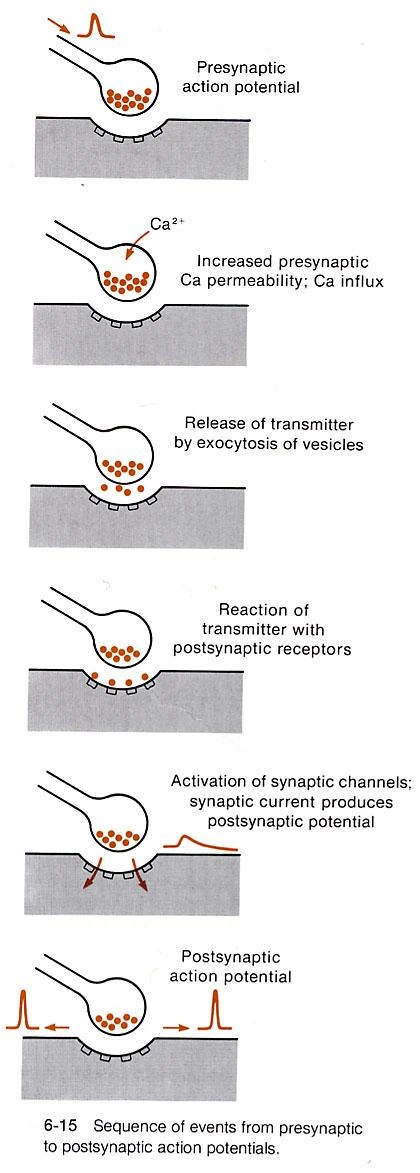 Presynaptic
action potential
Ca²⁺
Increased presynaptic
Ca permeability; Ca influx
Release of transmitter
by exocytosis of vesicles
Reaction of
transmitter with
postsynaptic receptors
Activation of synaptic channels;
synaptic current produces
postsynaptic potential
Postsynaptic
action potential
6-15 Sequence of events from presynaptic
to postsynaptic action potentials.